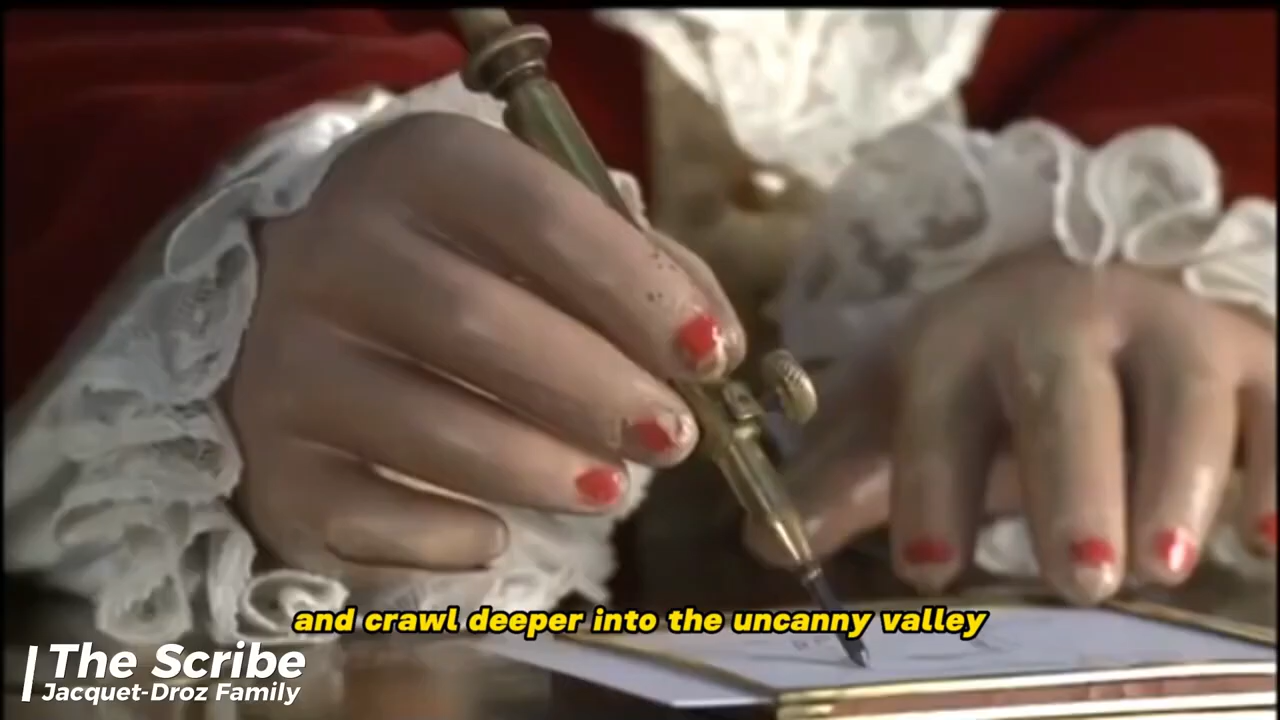 and crawl deeper into the uncanny valley
The Scribe
Jacquet-Droz Family